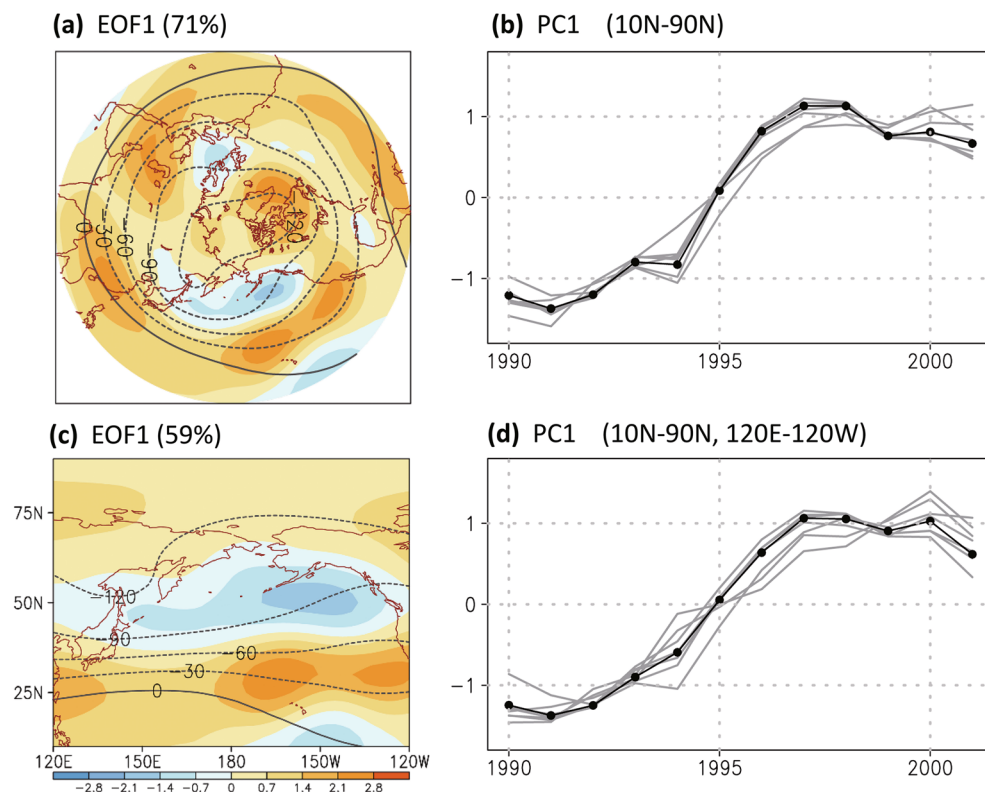 (a) EOF1 (71%)
(b) PC1 (10N-90N)
0
-30
-60
-90
-120
1
0
-1
1990 1995 2000
(c) EOF1 (59%)
(d) PC1 (10N-90N, 120E-120W)
75N
50N
25N
-120
-90
-60
-30
0
120E 150E 180 150W 120W
-2.8 -2.1 -1.4 -0.7 0 0.7 1.4 2.1 2.8
1
0
-1
1990 1995 2000